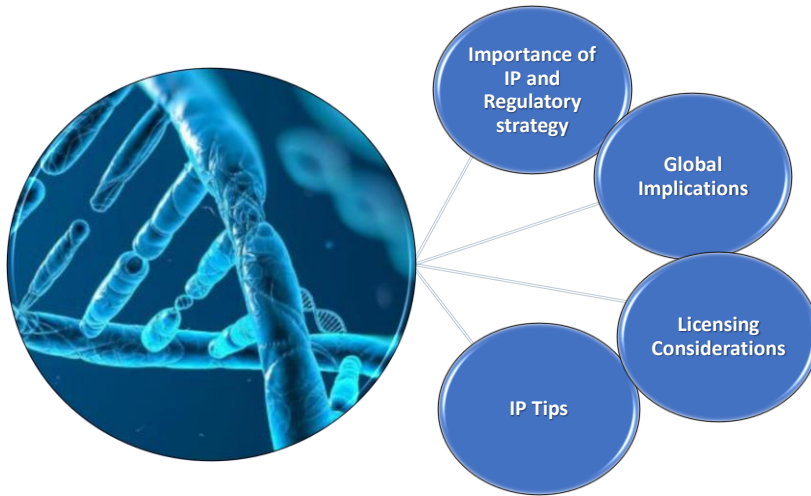 Importance of
IP and
Regulatory
strategy
Global
Implications
Licensing
Considerations
IP Tips